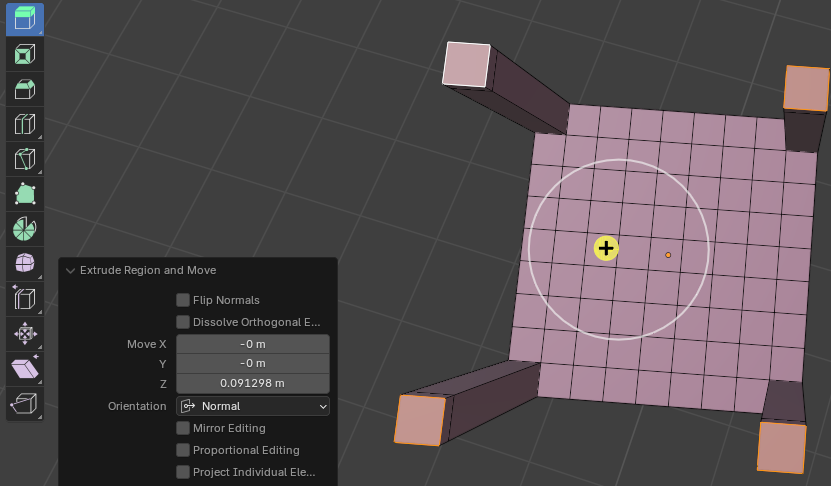 Extrude Region and Move
Flip Normals
Dissolve Orthogonal E...
Move X -0 m
Y -0 m
Z 0.091298 m
Orientation Normal
Mirror Editing
Proportional Editing
Project Individual Ele...